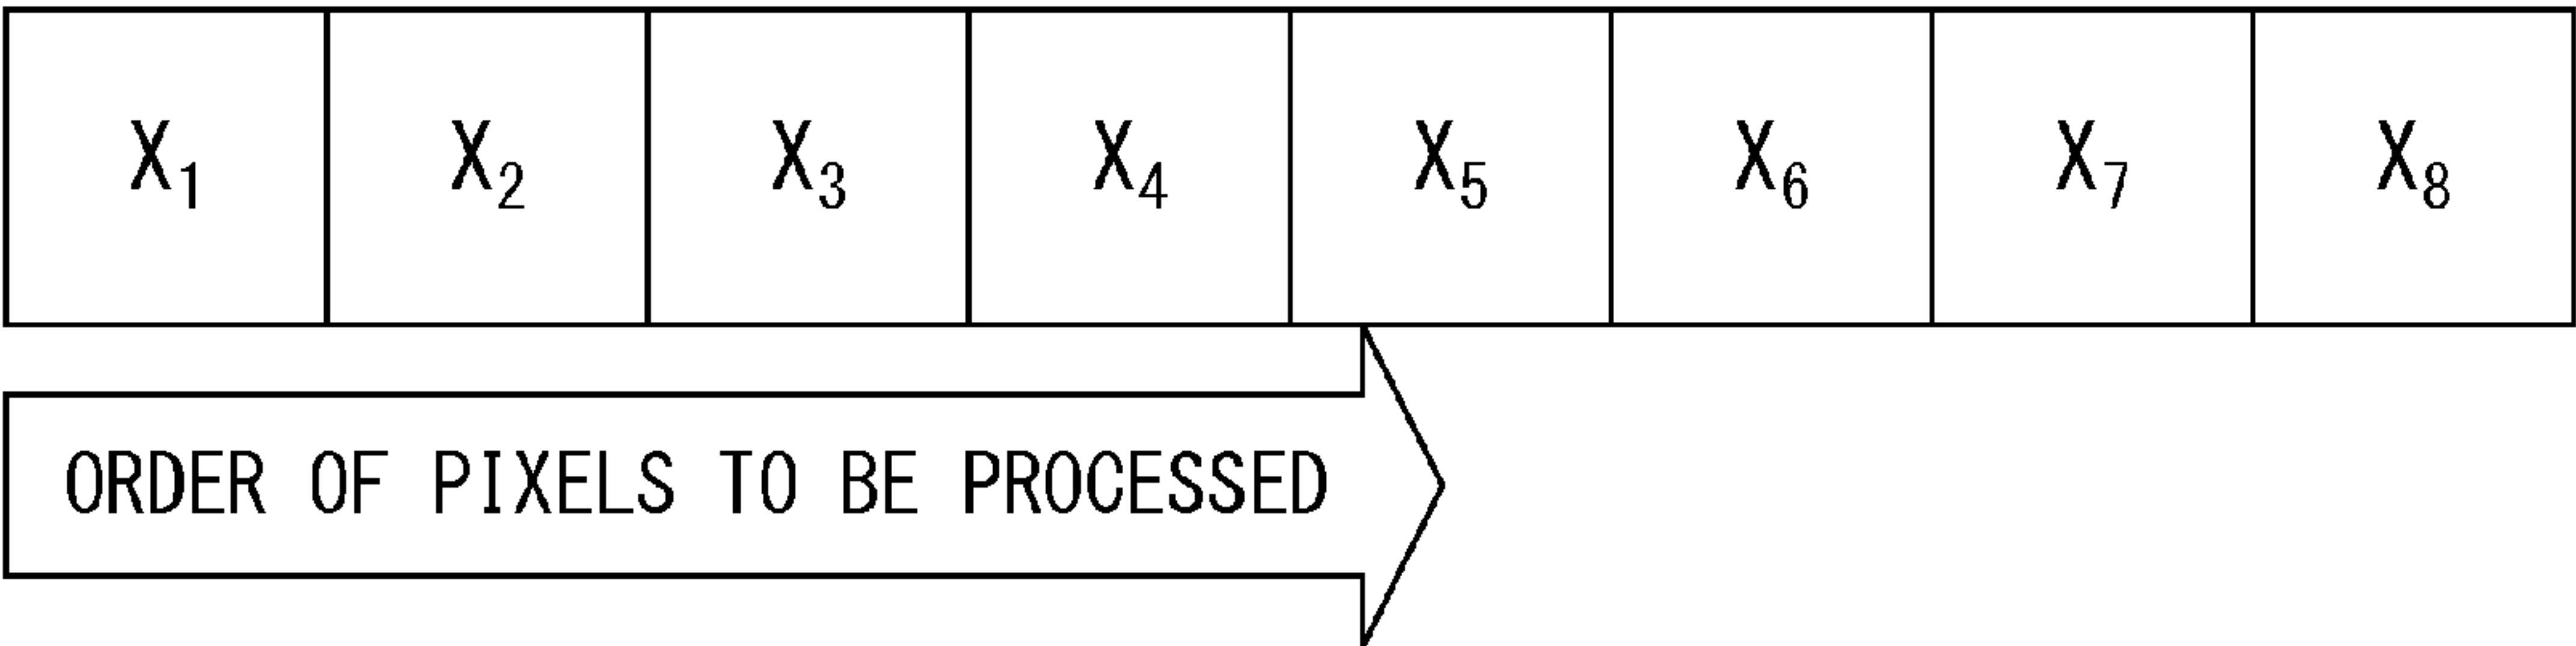 X₁ X₂ X₃ X₄ X₅ X₆ X₇ X₈
ORDER OF PIXELS TO BE PROCESSED